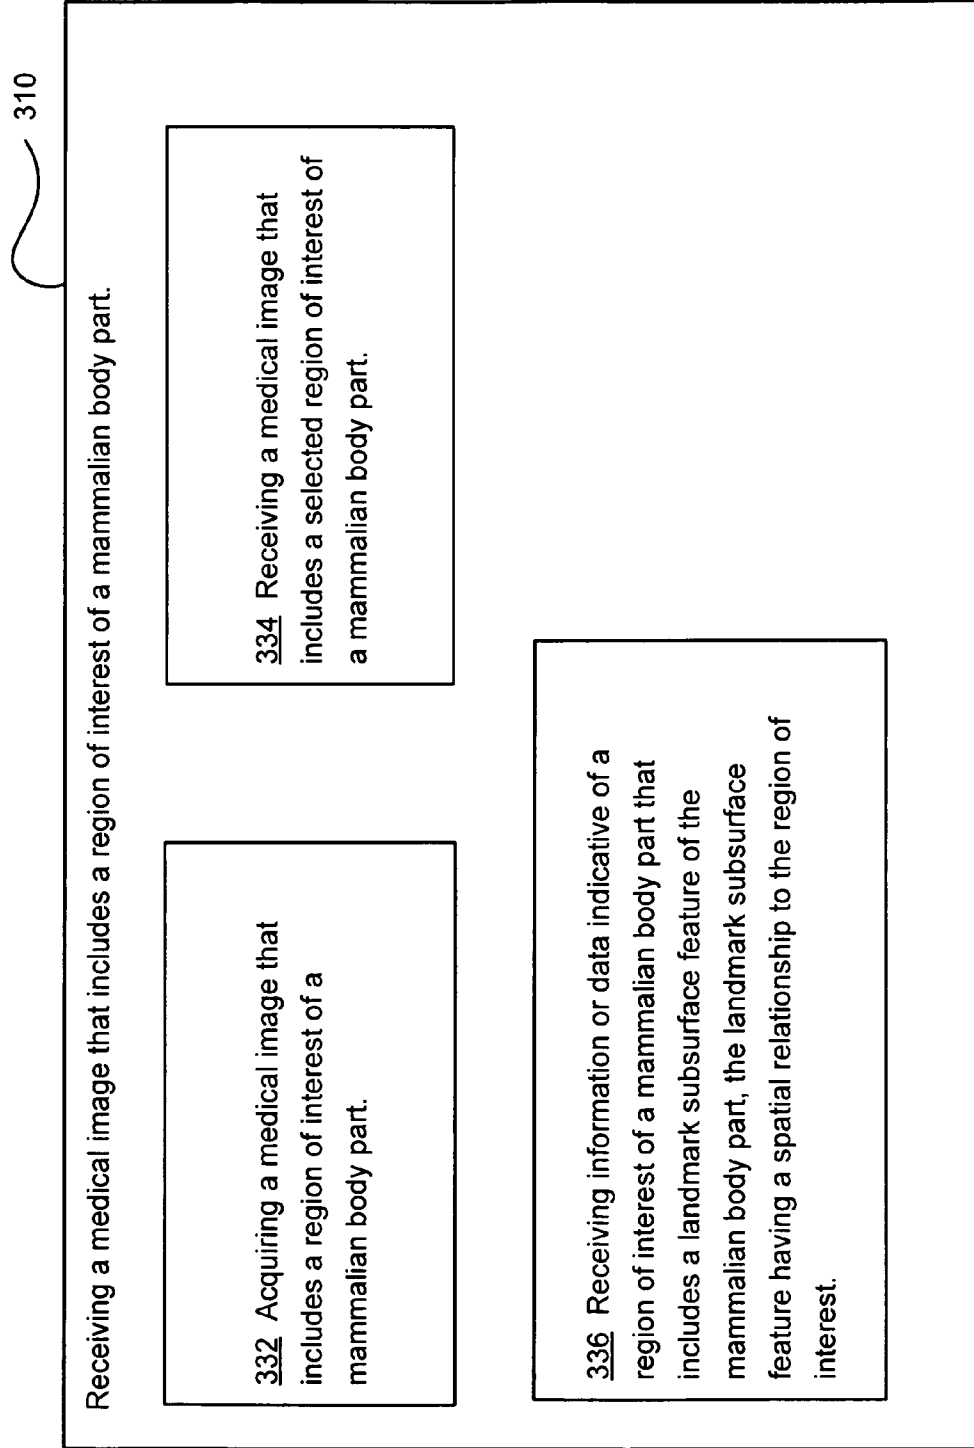 310
Receiving a medical image that includes a region of interest of a mammalian body part.
332 Acquiring a medical image that
includes a region of interest of a
mammalian body part.
334 Receiving a medical image that
includes a selected region of interest of
a mammalian body part.
336 Receiving information or data indicative of a
region of interest of a mammalian body part that
includes a landmark subsurface feature of the
mammalian body part, the landmark subsurface
feature having a spatial relationship to the region of
interest.